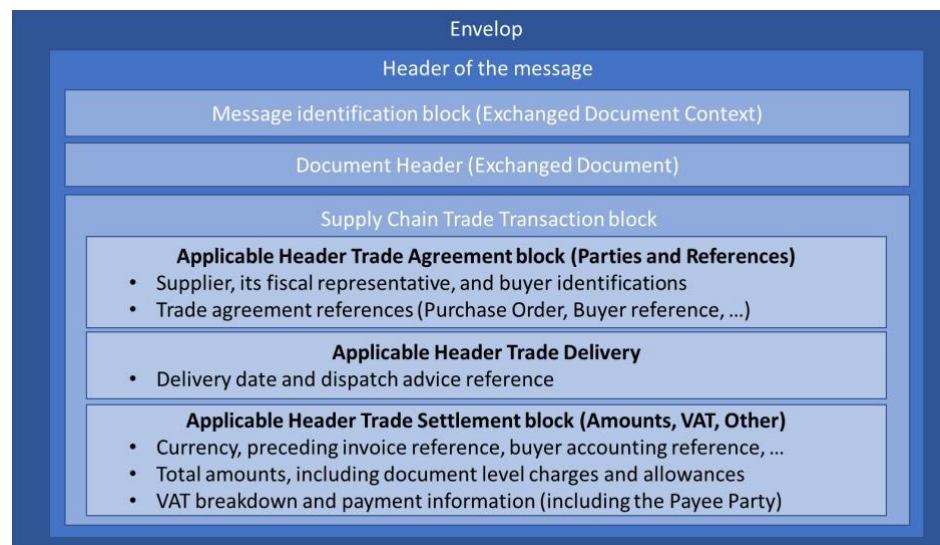 Envelop
Header of the message
Message identification block (Exchanged Document Context)
Document Header (Exchanged Document)
Supply Chain Trade Transaction block
Applicable Header Trade Agreement block (Parties and References)
• Supplier, its fiscal representative, and buyer identifications
• Trade agreement references (Purchase Order, Buyer reference, ...)
Applicable Header Trade Delivery
• Delivery date and dispatch advice reference
Applicable Header Trade Settlement block (Amounts, VAT, Other)
• Currency, preceding invoice reference, buyer accounting reference, ...
• Total amounts, including document level charges and allowances
• VAT breakdown and payment information (including the Payee Party)